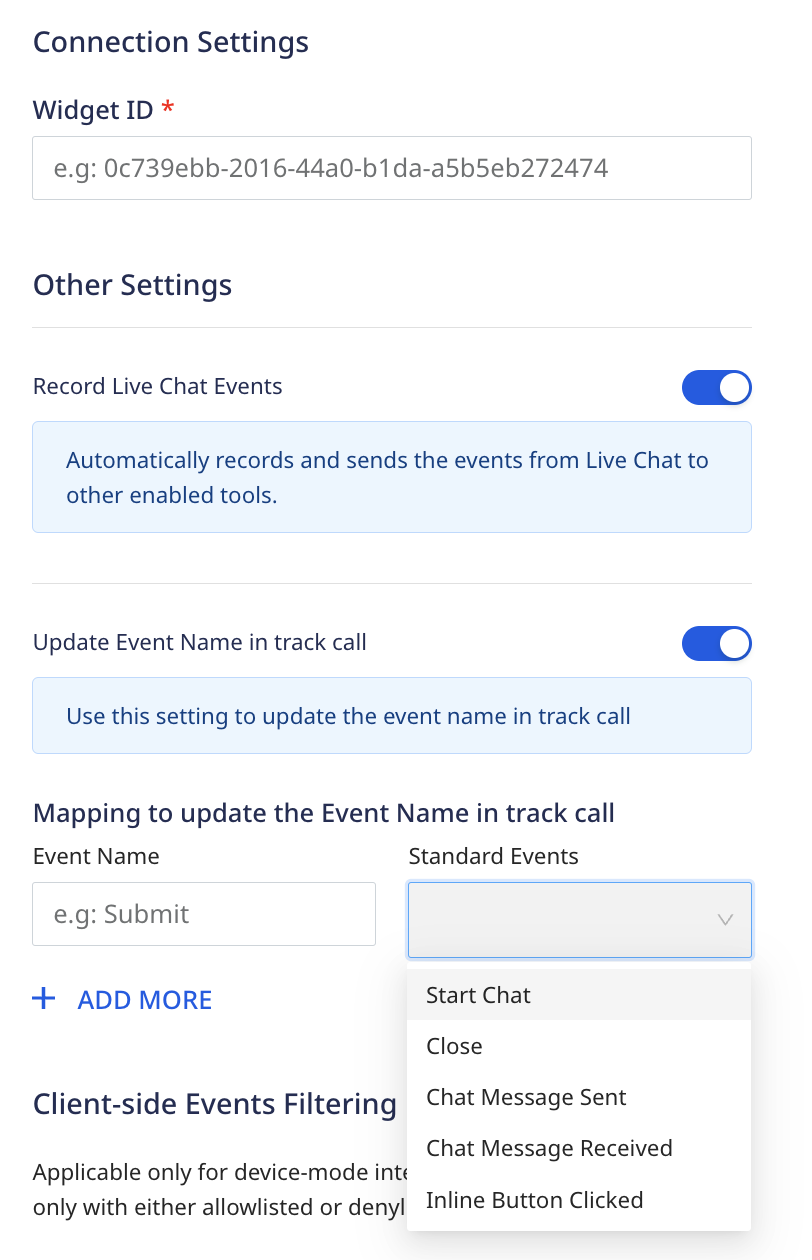 Connection Settings
Widget ID *
e.g: 0c739ebb-2016-44a0-b1da-a5b5eb272474
Other Settings
Record Live Chat Events
Automatically records and sends the events from Live Chat to
other enabled tools.
Update Event Name in track call
Use this setting to update the event name in track call
Mapping to update the Event Name in track call
Event Name
Standard Events
e.g: Submit
+ ADD MORE
Start Chat
Close
Chat Message Sent
Chat Message Received
Inline Button Clicked
Client-side Events Filtering
Applicable only for device-mode
only with either allowlisted or